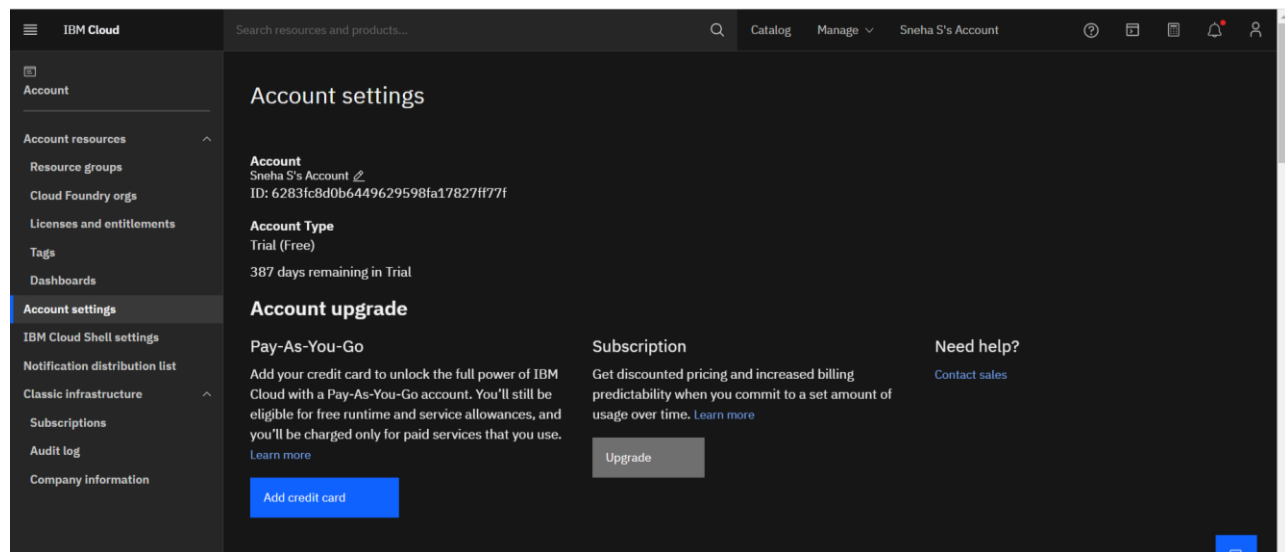 IBM Cloud
Search resources and products...
Catalog
Manage
Sneha S's Account
Account
Account resources
Resource groups
Cloud Foundry orgs
Licenses and entitlements
Tags
Dashboards
Account settings
IBM Cloud Shell settings
Notification distribution list
Classic infrastructure
Subscriptions
Audit log
Company information
Account settings
Account
Sneha S's Account
ID: 6283fc8d0b6449629598fa17827ff77f
Account Type
Trial (Free)
387 days remaining in Trial
Account upgrade
Pay-As-You-Go
Add your credit card to unlock the full power of IBM
Cloud with a Pay-As-You-Go account. You'll still be
eligible for free runtime and service allowances, and
you'll be charged only for paid services that you use.
Learn more
Add credit card
Subscription
Get discounted pricing and increased billing
predictability when you commit to a set amount of
usage over time. Learn more
Upgrade
Need help?
Contact sales